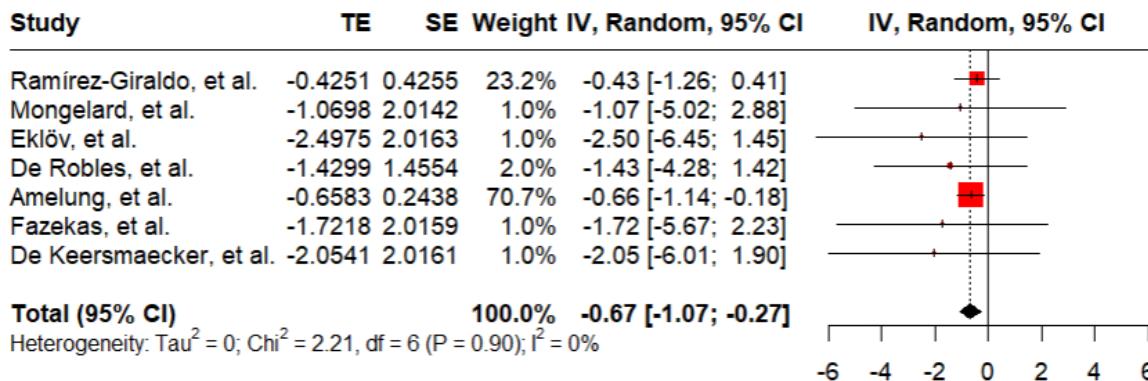 Study TE SE Weight IV, Random, 95% CI IV, Random, 95% CI
Ramírez-Giraldo, et al. -0.4251 0.4255 23.2% -0.43 [-1.26; 0.41]
Mongelard, et al. -1.0698 2.0142 1.0% -1.07 [-5.02; 2.88]
Eklöv, et al. -2.4975 2.0163 1.0% -2.50 [-6.45; 1.45]
De Robles, et al. -1.4299 1.4554 2.0% -1.43 [-4.28; 1.42]
Amelung, et al. -0.6583 0.2438 70.7% -0.66 [-1.14; -0.18]
Fazekas, et al. -1.7218 2.0159 1.0% -1.72 [-5.67; 2.23]
De Keersmaecker, et al. -2.0541 2.0161 1.0% -2.05 [-6.01; 1.90]
Total (95% CI) 100.0% -0.67 [-1.07; -0.27]
Heterogeneity: Tau² = 0; Chi² = 2.21, df = 6 (P = 0.90); I² = 0%
-6 -4 -2 0 2 4 6